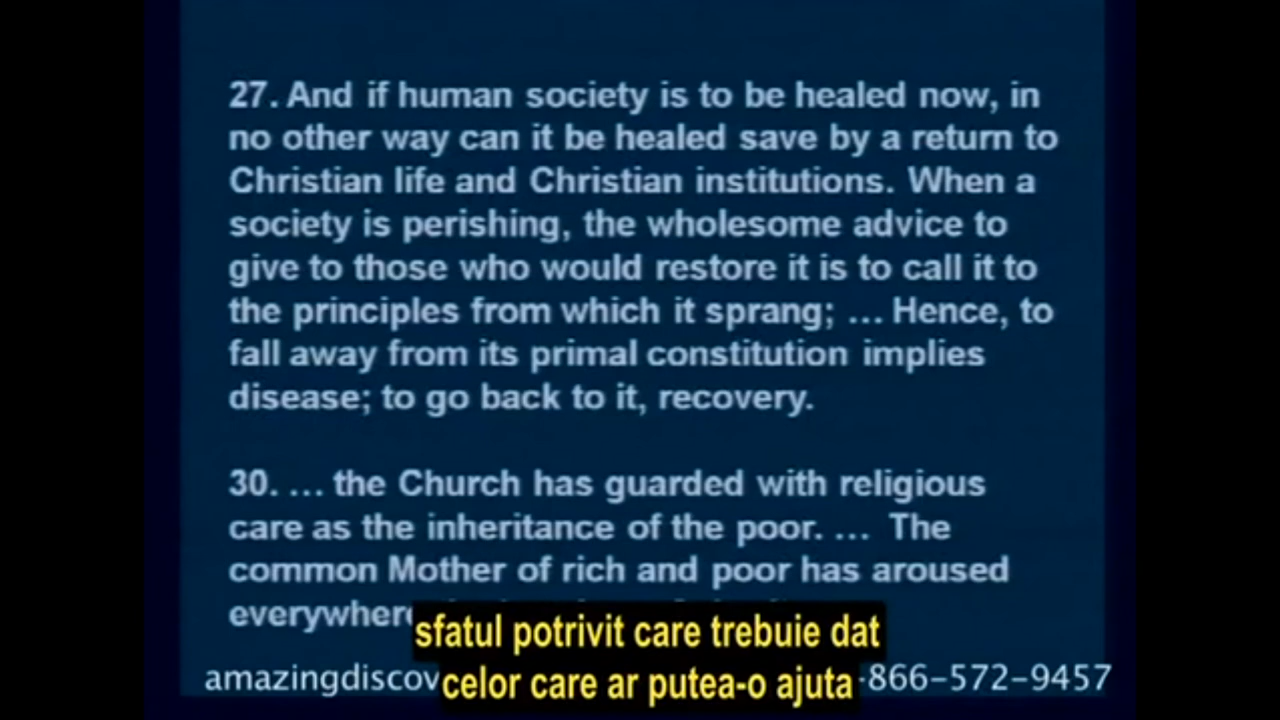 27. And if human society is to be healed now, in
no other way can it be healed save by a return to
Christian life and Christian institutions. When a
society is perishing, the wholesome advice to
give to those who would restore it is to call it to
the principles from which it sprang; ... Hence, to
fall away from its primal constitution implies
disease; to go back to it, recovery.
30. ... the Church has guarded with religious
care as the inheritance of the poor. ... The
common Mother of rich and poor has aroused
everywhere
sfatul potrivit care trebuie dat
celor care ar putea-o ajuta
amazingdiscov -866-572-9457